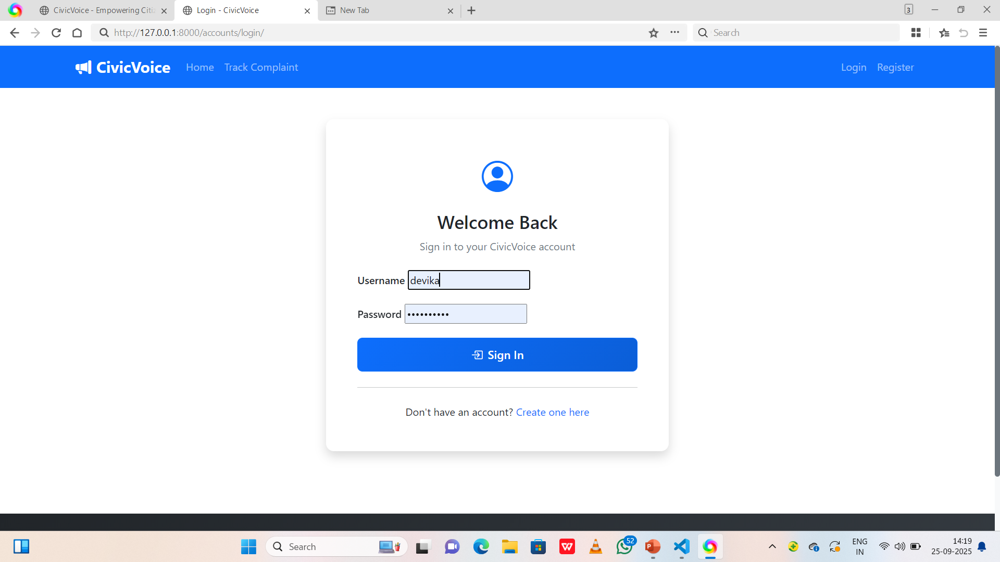 CivicVoice - Empowering Citiz
Login - CivicVoice
New Tab
3
http://127.0.0.1:8000/accounts/login/
Search
CivicVoice
Home
Track Complaint
Login
Register
Welcome Back
Sign in to your CivicVoice account
Username devika
Password ••••••••••
Sign In
Don't have an account? Create one here
Search
52
ENG
IN
14:19
25-09-2025